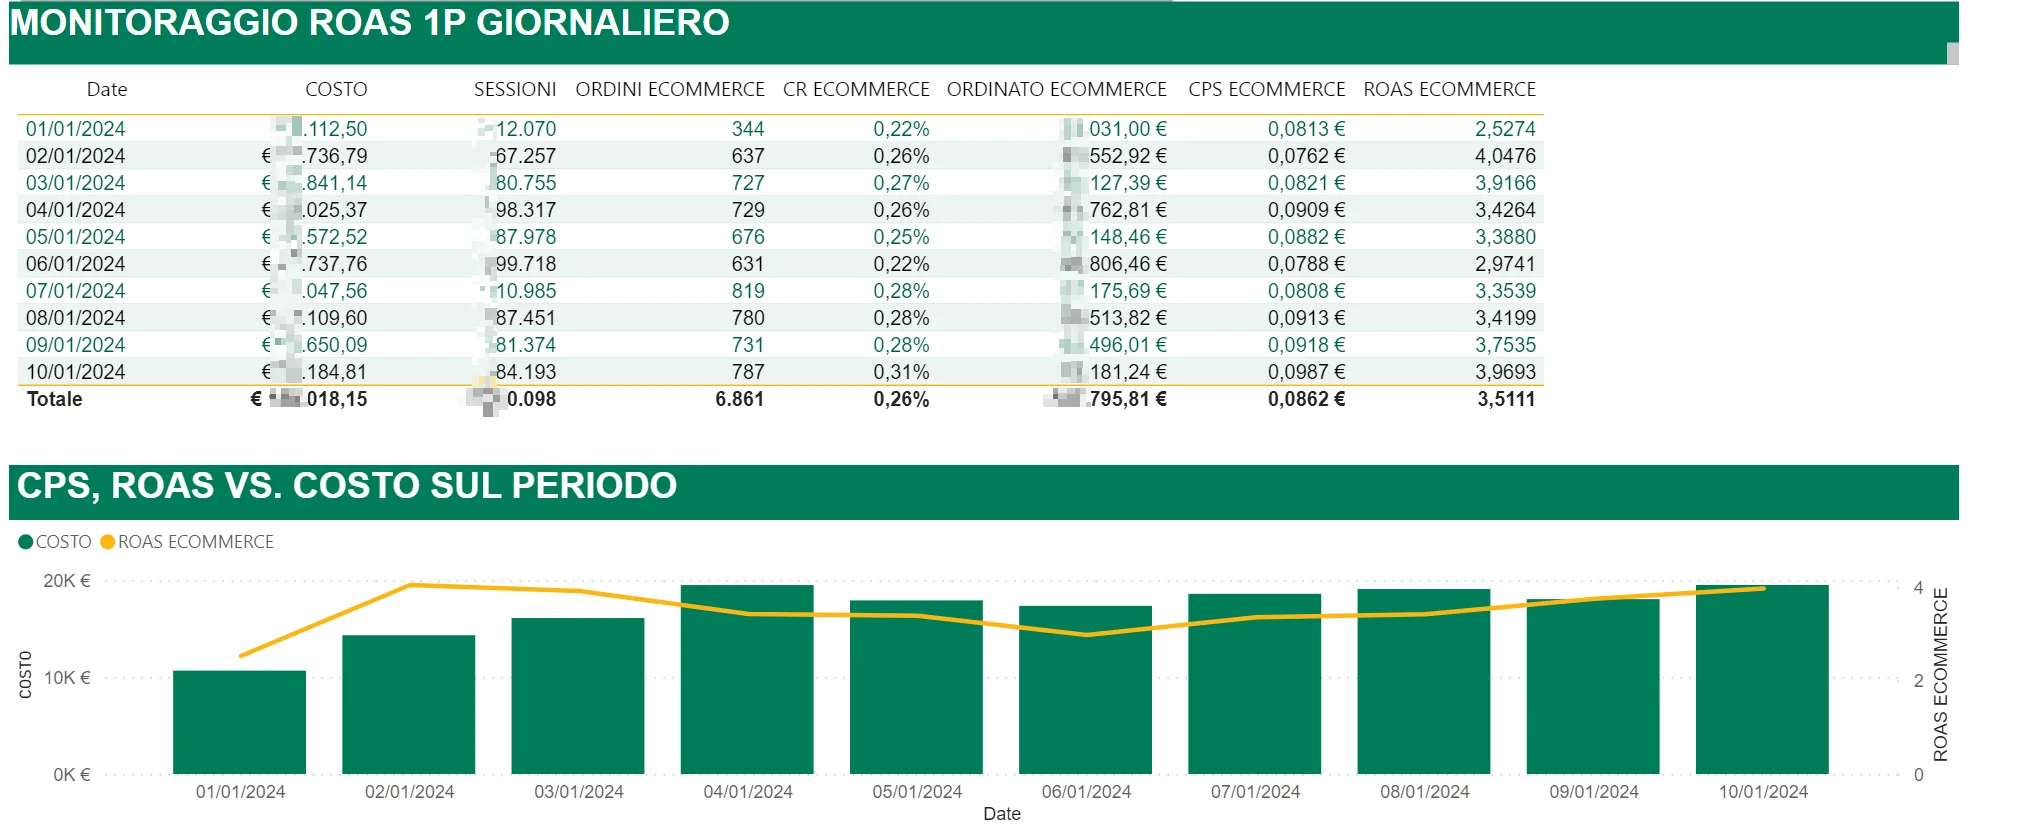 MONITORAGGIO ROAS 1P GIORNALIERO
Date COSTO SESSIONI ORDINI ECOMMERCE CR ECOMMERCE ORDINATO ECOMMERCE CPS ECOMMERCE ROAS ECOMMERCE
01/01/2024 .112,50 12.070 344 0,22% 031,00 € 0,0813 € 2,5274
02/01/2024 € .736,79 67.257 637 0,26% 552,92 € 0,0762 € 4,0476
03/01/2024 € .841,14 80.755 727 0,27% 127,39 € 0,0821 € 3,9166
04/01/2024 € .025,37 98.317 729 0,26% 762,81 € 0,0909 € 3,4264
05/01/2024 € .572,52 87.978 676 0,25% 148,46 € 0,0882 € 3,3880
06/01/2024 € .737,76 99.718 631 0,22% 806,46 € 0,0788 € 2,9741
07/01/2024 € .047,56 10.985 819 0,28% 175,69 € 0,0808 € 3,3539
08/01/2024 € .109,60 87.451 780 0,28% 513,82 € 0,0913 € 3,4199
09/01/2024 € .650,09 81.374 731 0,28% 496,01 € 0,0918 € 3,7535
10/01/2024 € .184,81 84.193 787 0,31% 181,24 € 0,0987 € 3,9693
Totale € 018,15 0.098 6.861 0,26% 795,81 € 0,0862 € 3,5111
CPS, ROAS VS. COSTO SUL PERIODO
COSTO ROAS ECOMMERCE
20K €
10K €
0K €
COSTO
4
2
0
ROAS ECOMMERCE
01/01/2024 02/01/2024 03/01/2024 04/01/2024 05/01/2024 06/01/2024 07/01/2024 08/01/2024 09/01/2024 10/01/2024
Date